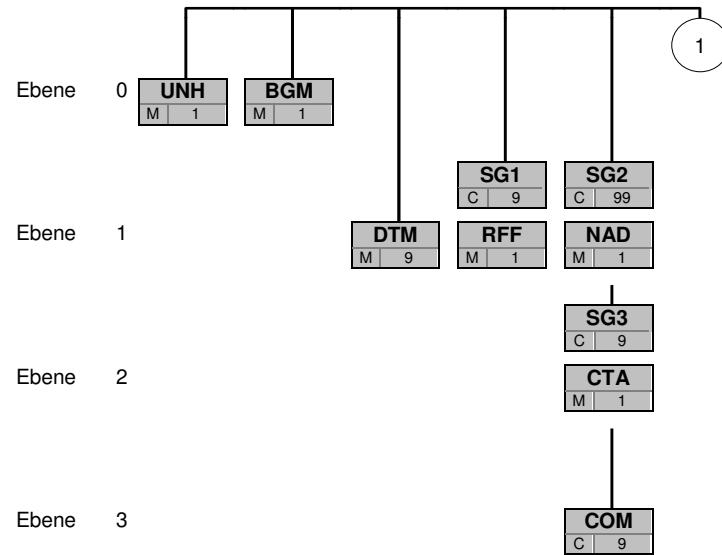 1
Ebene 0 UNH BGM
M 1 M 1
SG1 SG2
C 9 C 99
Ebene 1 DTM RFF NAD
M 9 M 1 M 1
SG3
C 9
Ebene 2 CTA
M 1
Ebene 3 COM
C 9